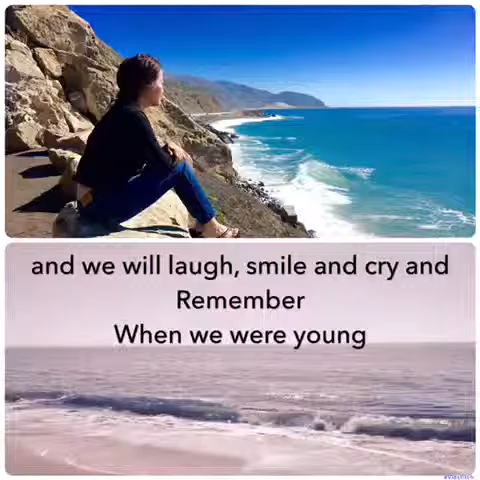 and we will laugh, smile and cry and
Remember
When we were young